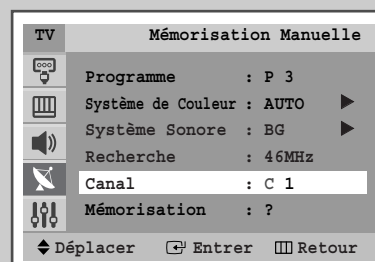 TV Mémorisation Manuelle
Programme : P 3
Système de Couleur : AUTO
Système Sonore : BG
Recherche : 46MHz
Canal : C 1
Mémorisation : ?
Déplacer Entrer Retour